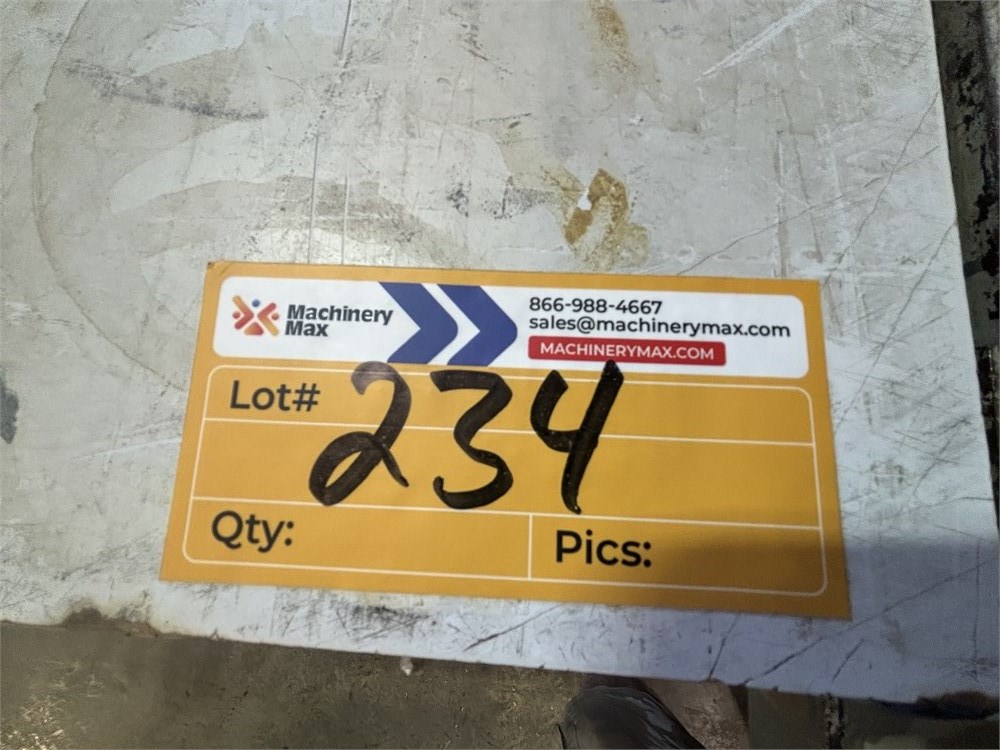 Machinery
Max
866-988-4667
sales@machinerymax.com
MACHINERYMAX.COM
Lot# 234
Qty:
Pics: